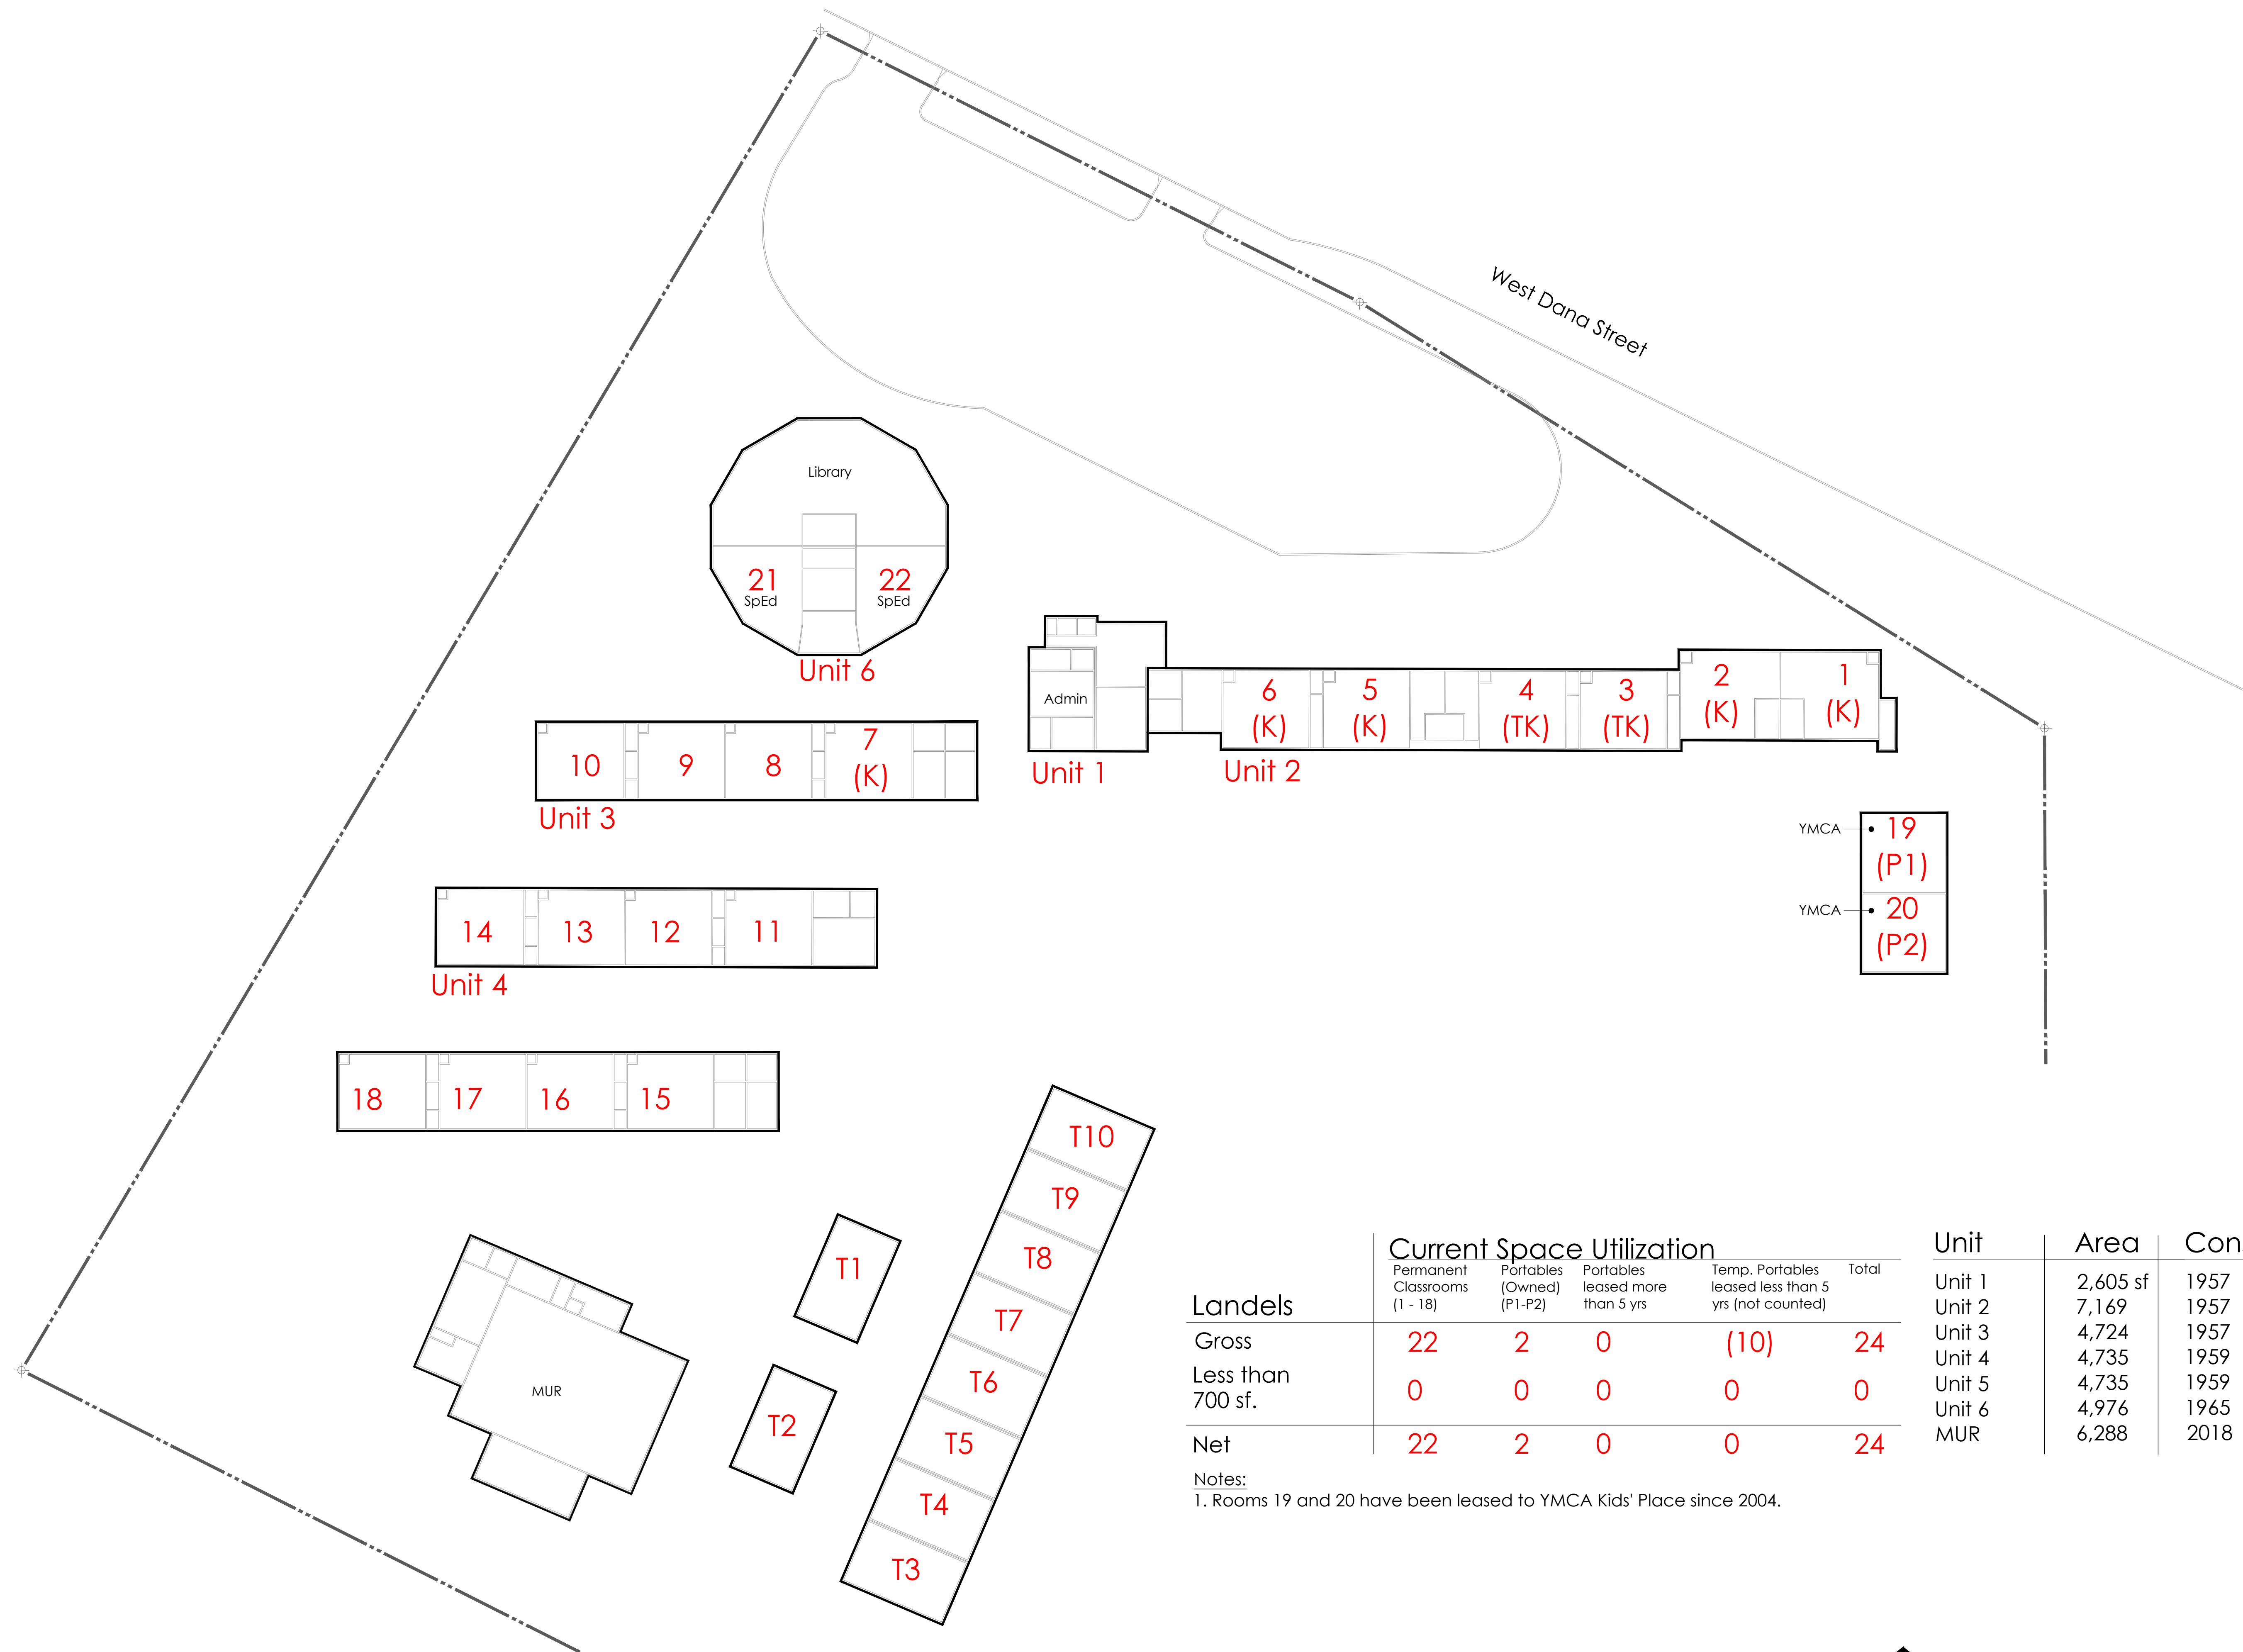 West Dana Street
Library
21
SpEd
22
SpEd
Unit 6
Admin
6
(K)
5
(K)
4
(TK)
3
(TK)
2
(K)
1
(K)
Unit 1
Unit 2
10
9
8
7
(K)
Unit 3
YMCA
19
(P1)
YMCA
20
(P2)
14
13
12
11
Unit 4
18
17
16
15
T10
T9
T8
T7
T6
T5
T4
T3
T1
T2
MUR
Current Space Utilization
Landels
Permanent
Classrooms
(1 - 18)
Portables
(Owned)
(P1-P2)
Portables
leased more
than 5 yrs
Temp. Portables
leased less than 5
yrs (not counted)
Total
Gross 22 2 0 (10) 24
Less than
700 sf. 0 0 0 0 0
Net 22 2 0 0 24
Notes:
1. Rooms 19 and 20 have been leased to YMCA Kids' Place since 2004.
Unit Area Con
Unit 1 2,605 sf 1957
Unit 2 7,169 1957
Unit 3 4,724 1957
Unit 4 4,735 1959
Unit 5 4,735 1959
Unit 6 4,976 1965
MUR 6,288 2018